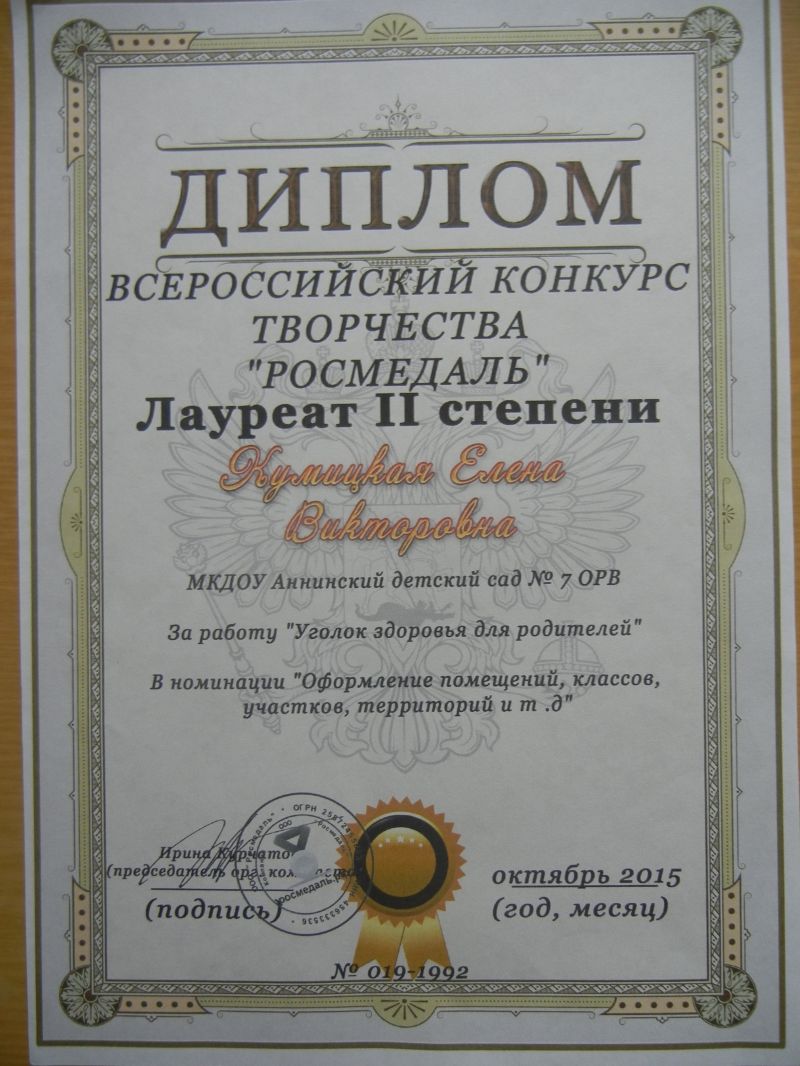 ДИПЛОМ
ВСЕРОССИЙСКИЙ КОНКУРС
ТВОРЧЕСТВА
"РОСМЕДАЛЬ"
Лауреат II степени
Кумицкая Елена
Викторовна
МКДОУ Аннинский детский сад № 7 ОРВ
За работу "Уголок здоровья для родителей"
В номинации "Оформление помещений, классов,
участков, территорий и т .д"
Ирина
(председатель
(подпись)
октябрь 2015
(год, месяц)
№ 019-1992